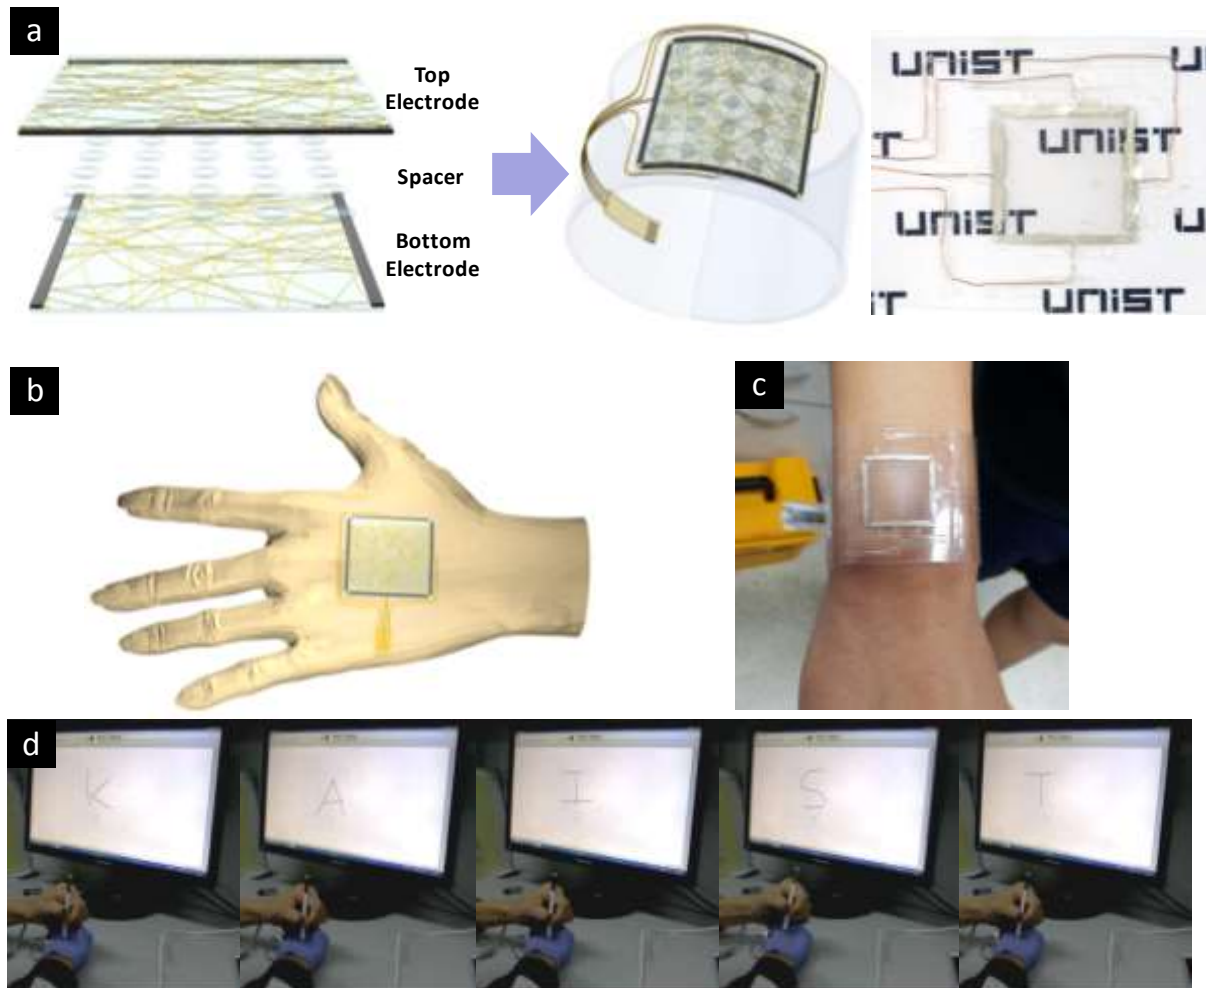 a
Top
Electrode
Spacer
Bottom
Electrode
UNIST
UNIST
UNIST
UNIST
b
c
d
K
A
I
S
T